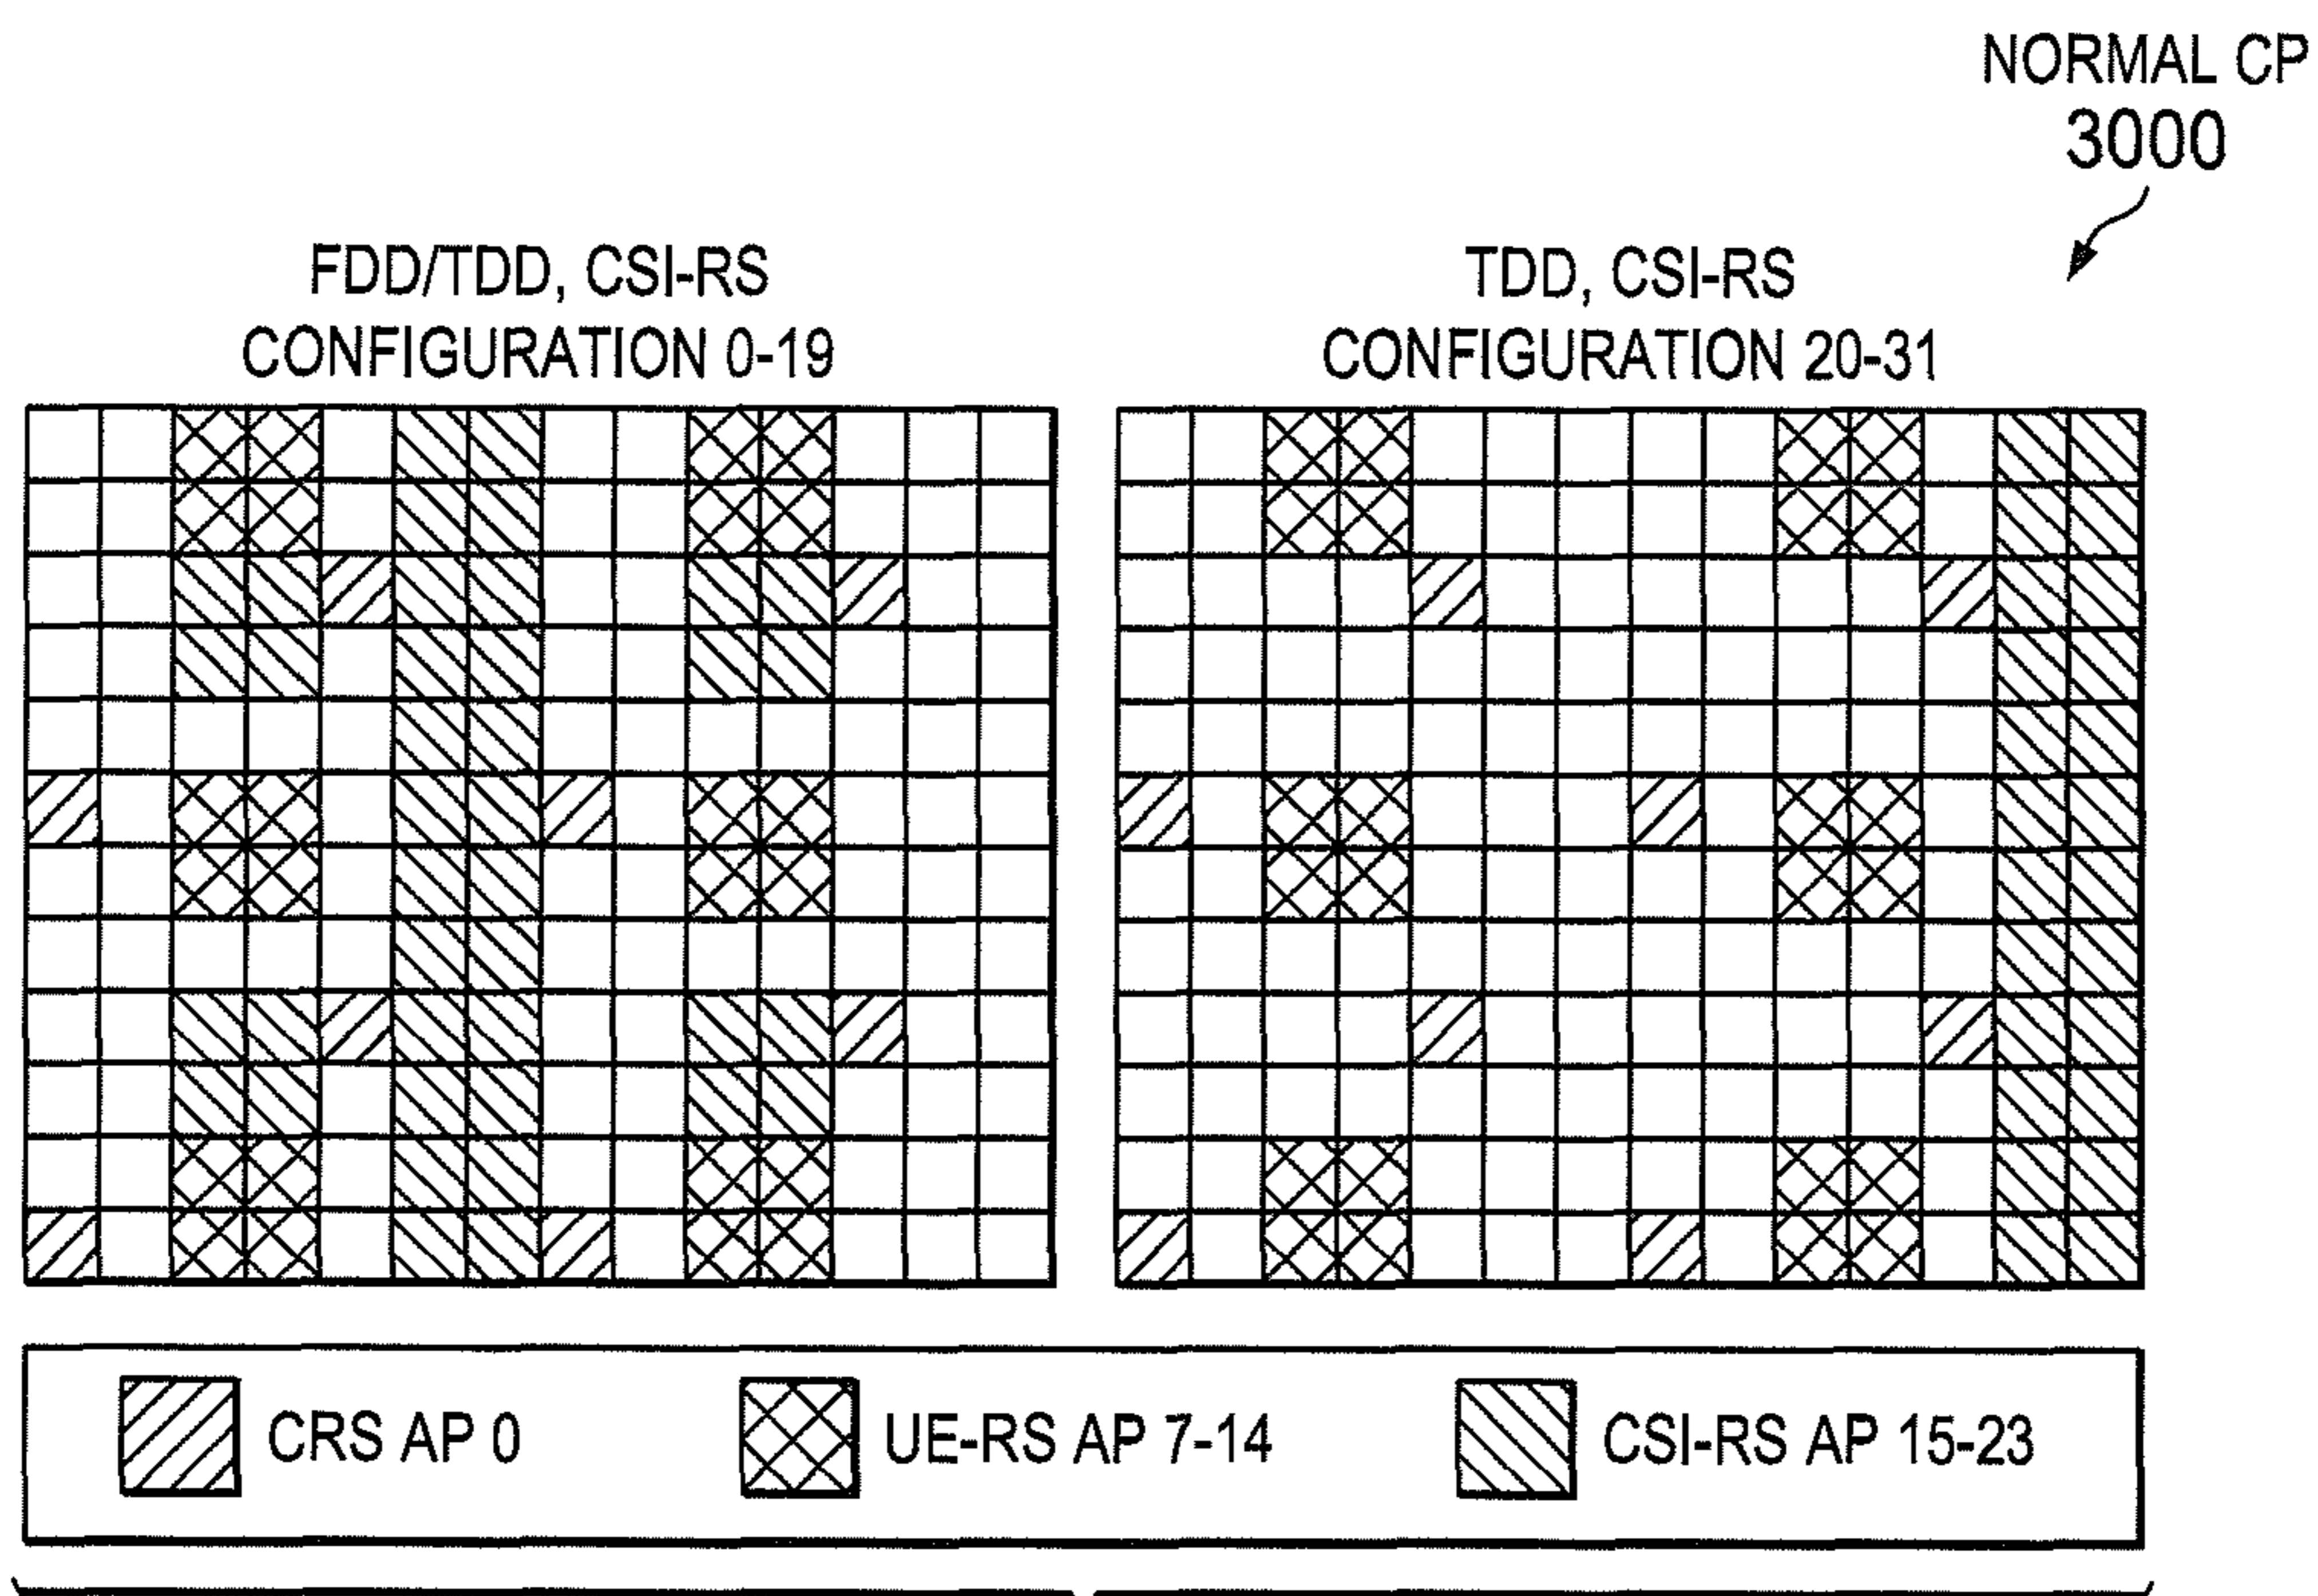 NORMAL CP
3000
FDD/TDD, CSI-RS
CONFIGURATION 0-19
TDD, CSI-RS
CONFIGURATION 20-31
CRS AP 0
UE-RS AP 7-14
CSI-RS AP 15-23